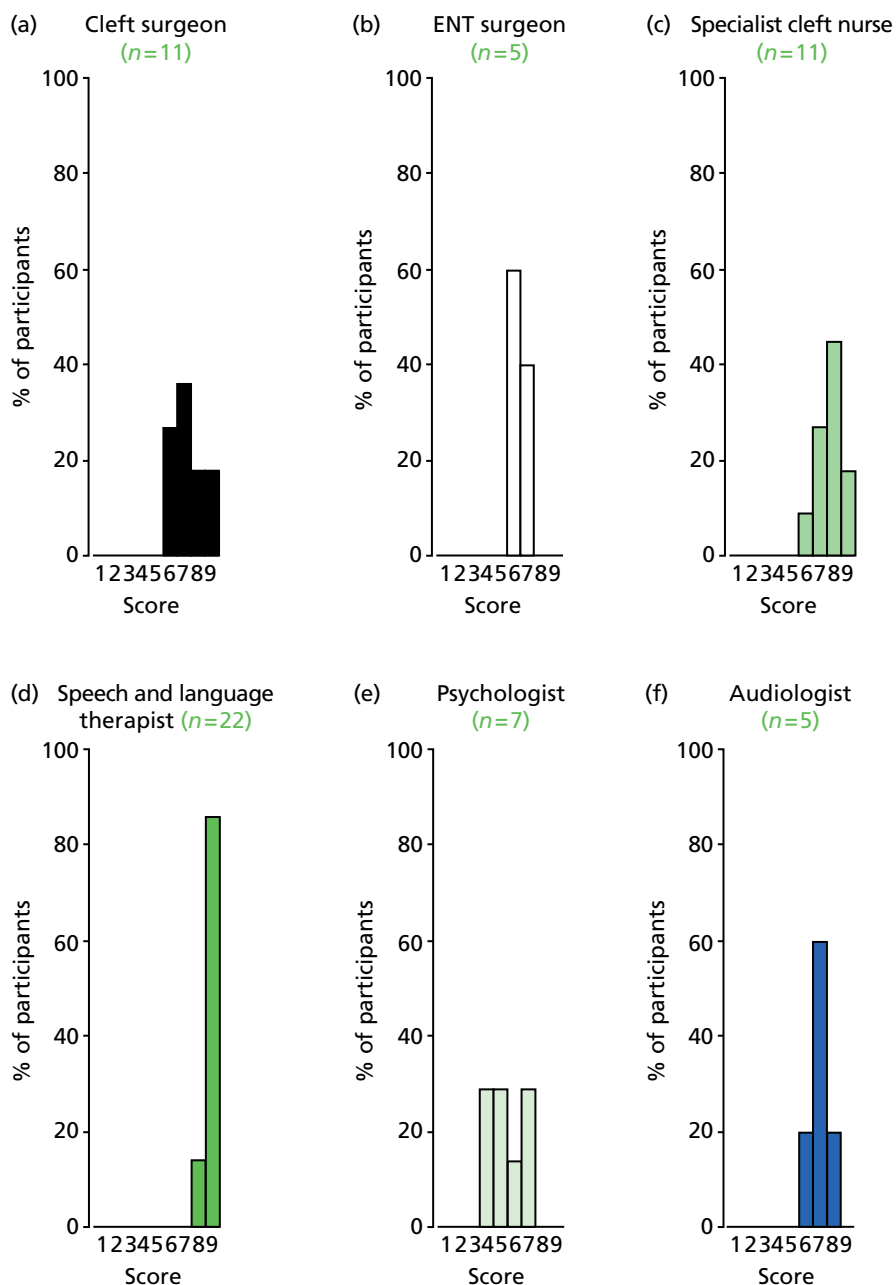 (a) Cleft surgeon
(n=11)
100
80
60
40
20
0
% of participants
123456789
Score
(b) ENT surgeon
(n=5)
100
80
60
40
20
0
% of participants
123456789
Score
(c) Specialist cleft nurse
(n=11)
100
80
60
40
20
0
% of participants
123456789
Score
(d) Speech and language
therapist (n=22)
100
80
60
40
20
0
% of participants
123456789
Score
(e) Psychologist
(n=7)
100
80
60
40
20
0
% of participants
123456789
Score
(f) Audiologist
(n=5)
100
80
60
40
20
0
% of participants
123456789
Score